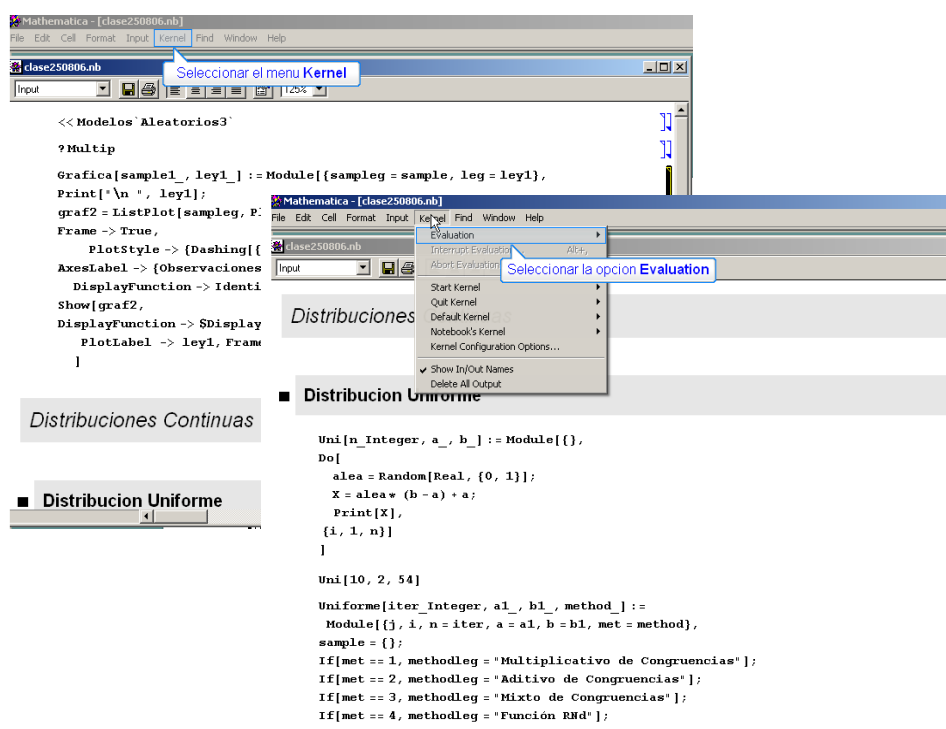 Mathematica - [clase250806.nb]
File Edit Cell Format Input Kernel Find Window Help
clase250806.nb
Seleccionar el menu Kernel
Input
125%
<< Modelos`Aleatorios3`
?Multip
Grafica[sample1_, ley1_] := Module[{sampleg = sample, leg = ley1},
Print["\n ", ley1];
graf2 = ListPlot[sampleg, P
Frame -> True,
PlotStyle -> {Dashing[{
AxesLabel -> {Observaciones
DisplayFunction -> Identi
Show[graf2,
DisplayFunction -> $Display
PlotLabel -> ley1, Frame
]
Distribuciones Continuas
Distribucion Uniforme
Mathematica - [clase250806.nb]
File Edit Cell Format Input Kernel Find Window Help
clase250806.nb
Input
Evaluation
Interrupt Evaluation Alt+,
Abort Evaluation
Seleccionar la opcion Evaluation
Start Kernel
Quit Kernel
Default Kernel
Notebook's Kernel
Kernel Configuration Options...
Show In/Out Names
Delete All Output
Distribuciones
Distribucion Uniforme
Uni[n_Integer, a_, b_] := Module[{},
Do[
alea = Random[Real, {0, 1}];
X = alea * (b - a) + a;
Print[X],
{i, 1, n}]
]
Uni[10, 2, 54]
Uniforme[iter_Integer, a1_, b1_, method_] :=
Module[{j, i, n = iter, a = a1, b = b1, met = method},
sample = {};
If[met == 1, methodleg = "Multiplicativo de Congruencias"];
If[met == 2, methodleg = "Aditivo de Congruencias"];
If[met == 3, methodleg = "Mixto de Congruencias"];
If[met == 4, methodleg = "Función RNd"];